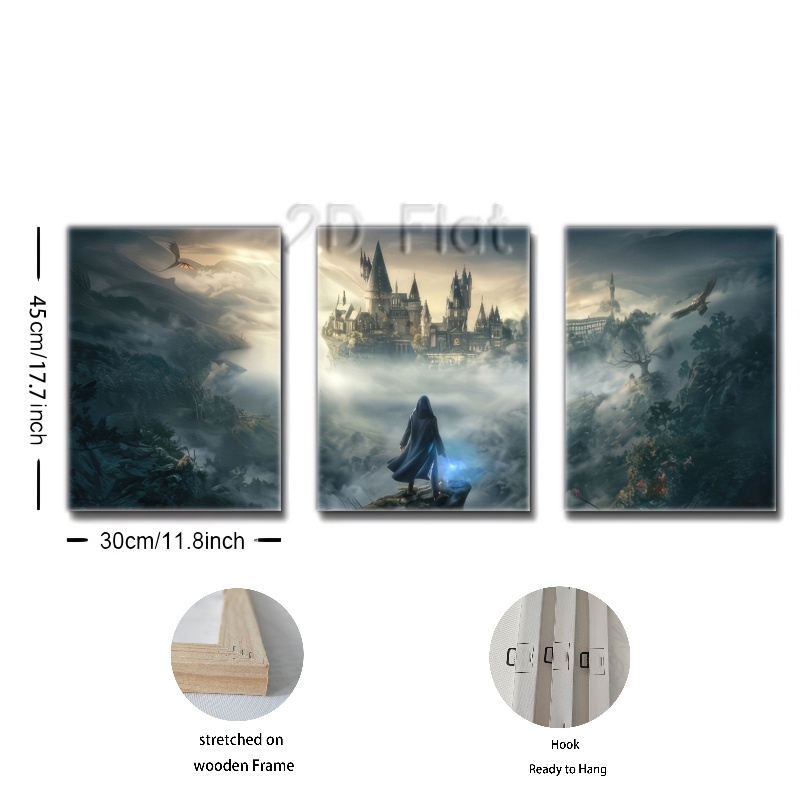 2D Flat
45cm/17.7inch
30cm/11.8inch
stretched on
wooden Frame
Hook
Ready to Hang